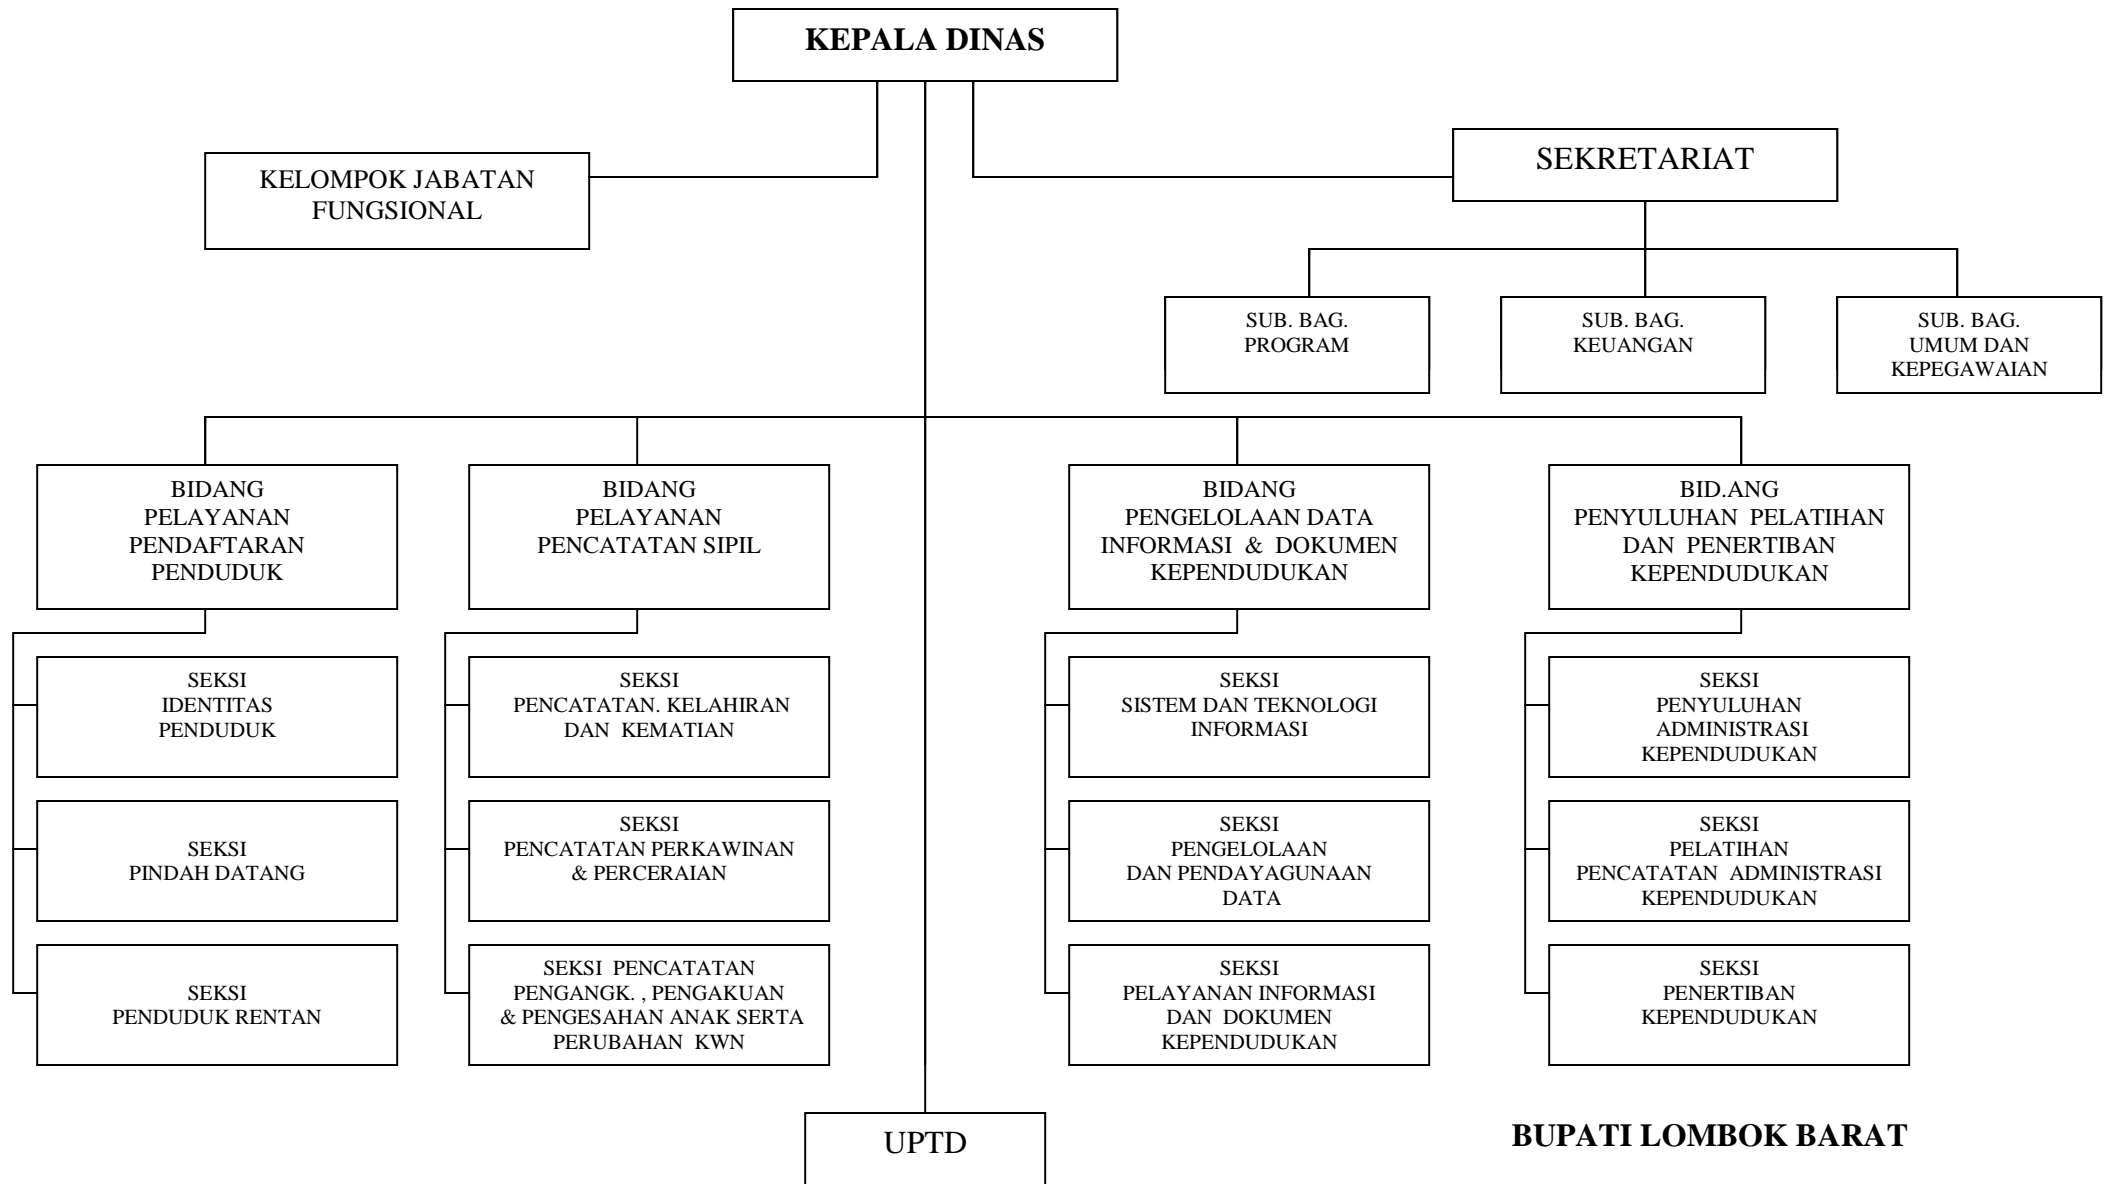 KEPALA DINAS
KELOMPOK JABATAN
FUNGSIONAL
SEKRETARIAT
SUB. BAG.
PROGRAM
SUB. BAG.
KEUANGAN
SUB. BAG.
UMUM DAN
KEPEGAWAIAN
BIDANG
PELAYANAN
PENDAFTARAN
PENDUDUK
BIDANG
PELAYANAN
PENCATATAN SIPIL
BIDANG
PENGELOLAAN DATA
INFORMASI & DOKUMEN
KEPENDUDUKAN
BID.ANG
PENYULUHAN PELATIHAN
DAN PENERTIBAN
KEPENDUDUKAN
SEKSI
IDENTITAS
PENDUDUK
SEKSI
PINDAH DATANG
SEKSI
PENDUDUK RENTAN
SEKSI
PENCATATAN. KELAHIRAN
DAN KEMATIAN
SEKSI
PENCATATAN PERKAWINAN
& PERCERAIAN
SEKSI PENCATATAN
PENGANGK. , PENGAKUAN
& PENGESAHAN ANAK SERTA
PERUBAHAN KWN
SEKSI
SISTEM DAN TEKNOLOGI
INFORMASI
SEKSI
PENGELOLAAN
DAN PENDAYAGUNAAN
DATA
SEKSI
PELAYANAN INFORMASI
DAN DOKUMEN
KEPENDUDUKAN
SEKSI
PENYULUHAN
ADMINISTRASI
KEPENDUDUKAN
SEKSI
PELATIHAN
PENCATATAN ADMINISTRASI
KEPENDUDUKAN
SEKSI
PENERTIBAN
KEPENDUDUKAN
UPTD
BUPATI LOMBOK BARAT